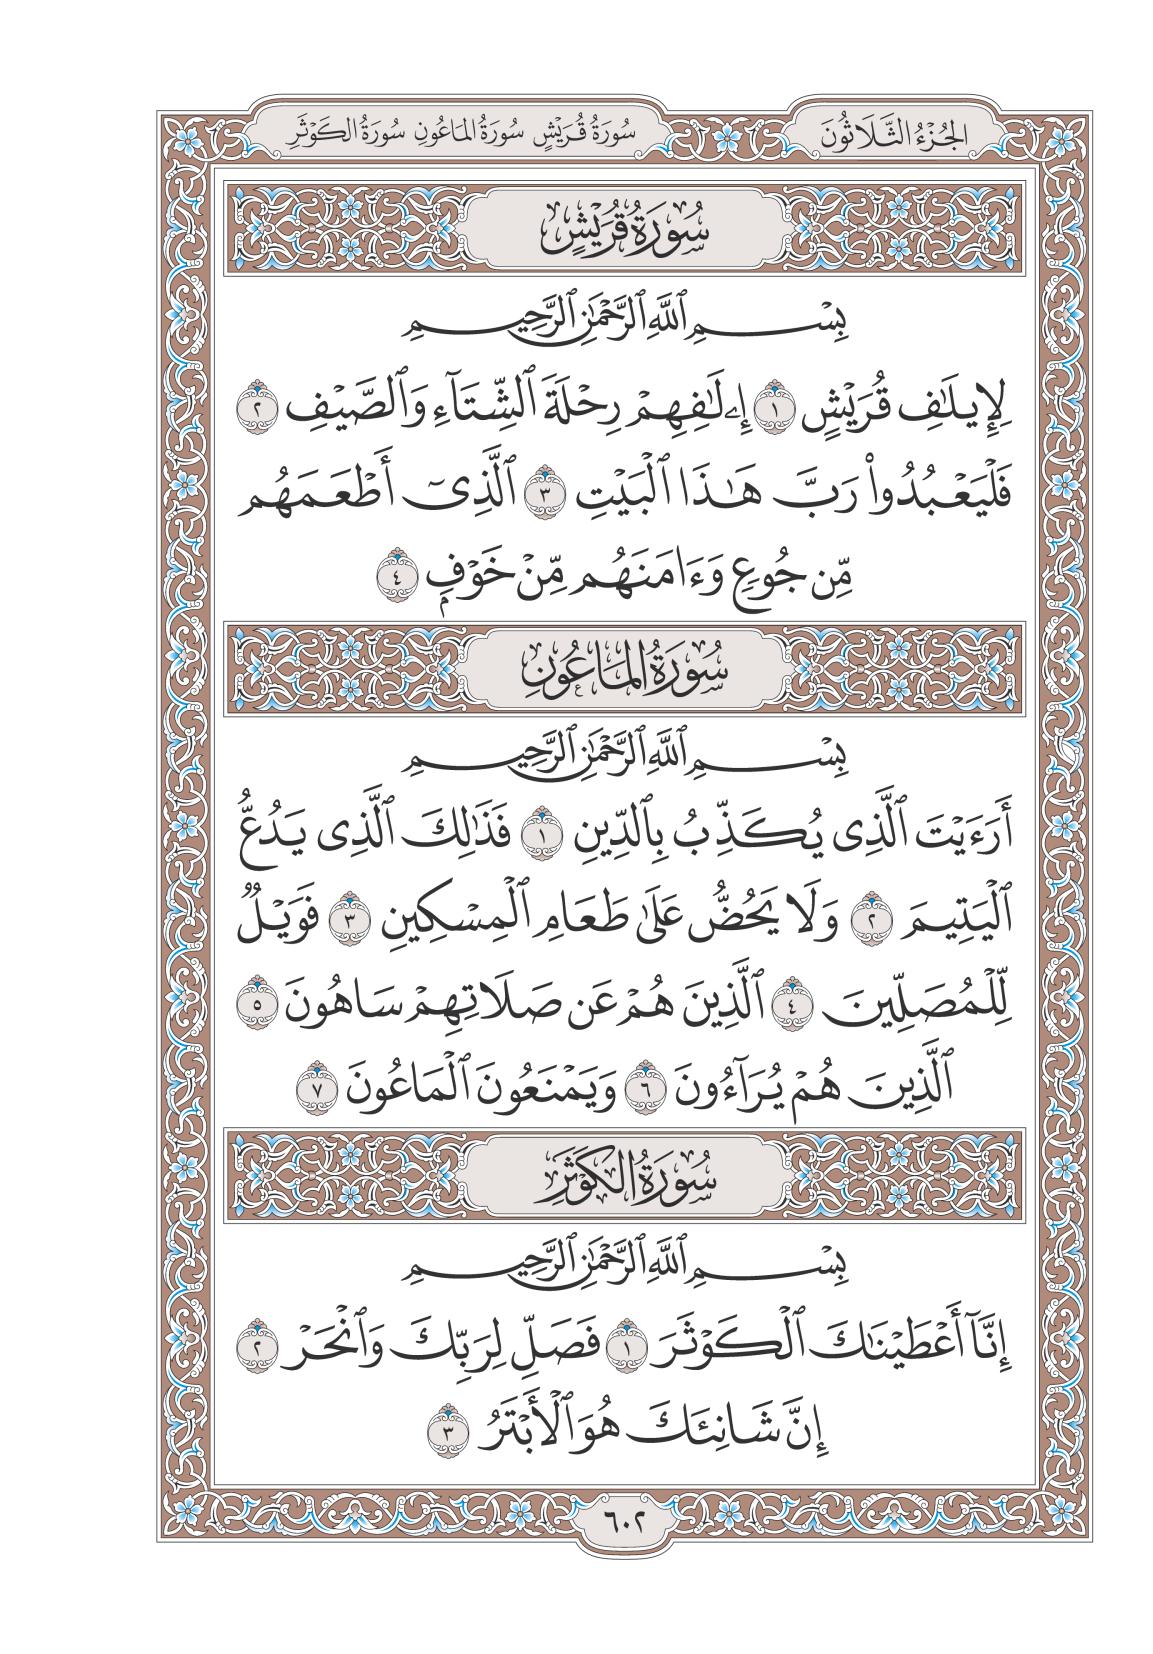 الجُزْءُ الثَّلَاثُونَ
سُورَةُ قُرَيْشٍ سُورَةُ المَاعُونِ سُورَةُ الكَوْثَرِ
سُورَةُ قُرَيْشٍ
بِسْمِ ٱللَّهِ ٱلرَّحْمَٰنِ ٱلرَّحِيمِ
لِإِيلَٰفِ قُرَيْشٍ ١ إِۦلَٰفِهِمْ رِحْلَةَ ٱلشِّتَآءِ وَٱلصَّيْفِ ٢
فَلْيَعْبُدُوا۟ رَبَّ هَٰذَا ٱلْبَيْتِ ٣ ٱلَّذِىٓ أَطْعَمَهُم
مِّن جُوعٍ وَءَامَنَهُم مِّنْ خَوْفٍۭ ٤
سُورَةُ المَاعُونِ
بِسْمِ ٱللَّهِ ٱلرَّحْمَٰنِ ٱلرَّحِيمِ
أَرَءَيْتَ ٱلَّذِى يُكَذِّبُ بِٱلدِّينِ ١ فَذَٰلِكَ ٱلَّذِى يَدُعُّ
ٱلْيَتِيمَ ٢ وَلَا يَحُضُّ عَلَىٰ طَعَامِ ٱلْمِسْكِينِ ٣ فَوَيْلٌ
لِّلْمُصَلِّينَ ٤ ٱلَّذِينَ هُمْ عَن صَلَاتِهِمْ سَاهُونَ ٥
ٱلَّذِينَ هُمْ يُرَآءُونَ ٦ وَيَمْنَعُونَ ٱلْمَاعُونَ ٧
سُورَةُ الكَوْثَرِ
بِسْمِ ٱللَّهِ ٱلرَّحْمَٰنِ ٱلرَّحِيمِ
إِنَّآ أَعْطَيْنَٰكَ ٱلْكَوْثَرَ ١ فَصَلِّ لِرَبِّكَ وَٱنْحَرْ ٢
إِنَّ شَانِئَكَ هُوَ ٱلْأَبْتَرُ ٣
٦٠٢